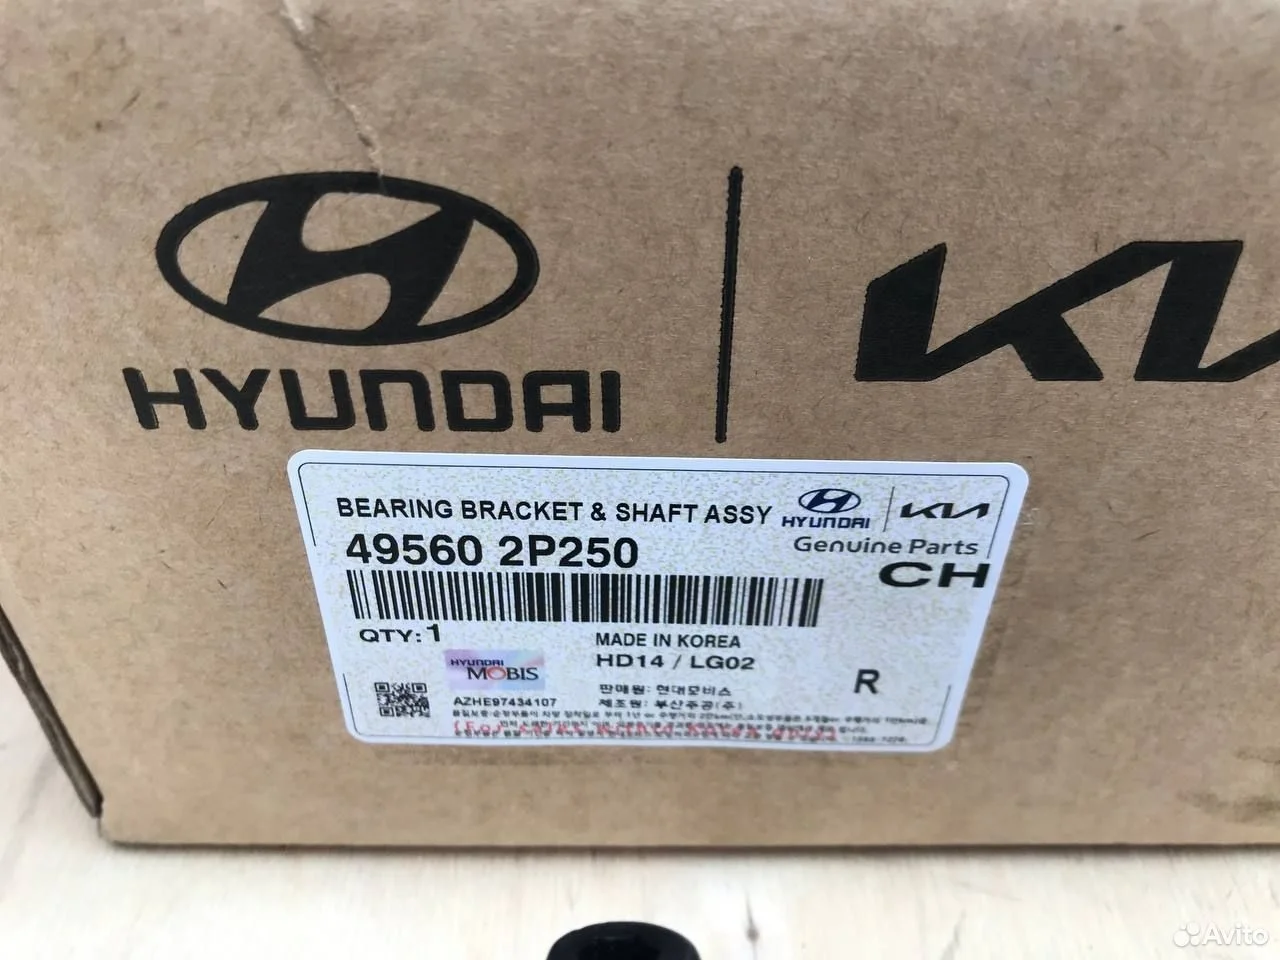 HYUNDAI
KIA
BEARING BRACKET & SHAFT ASSY
HYUNDAI
KIA
49560 2P250
Genuine Parts
CH
QTY: 1
MADE IN KOREA
HD14 / LG02
HYUNDAI
MOBIS
R
판매원: 현대모비스
AZHE97434107
제조원: 부산주공(주)
Avito